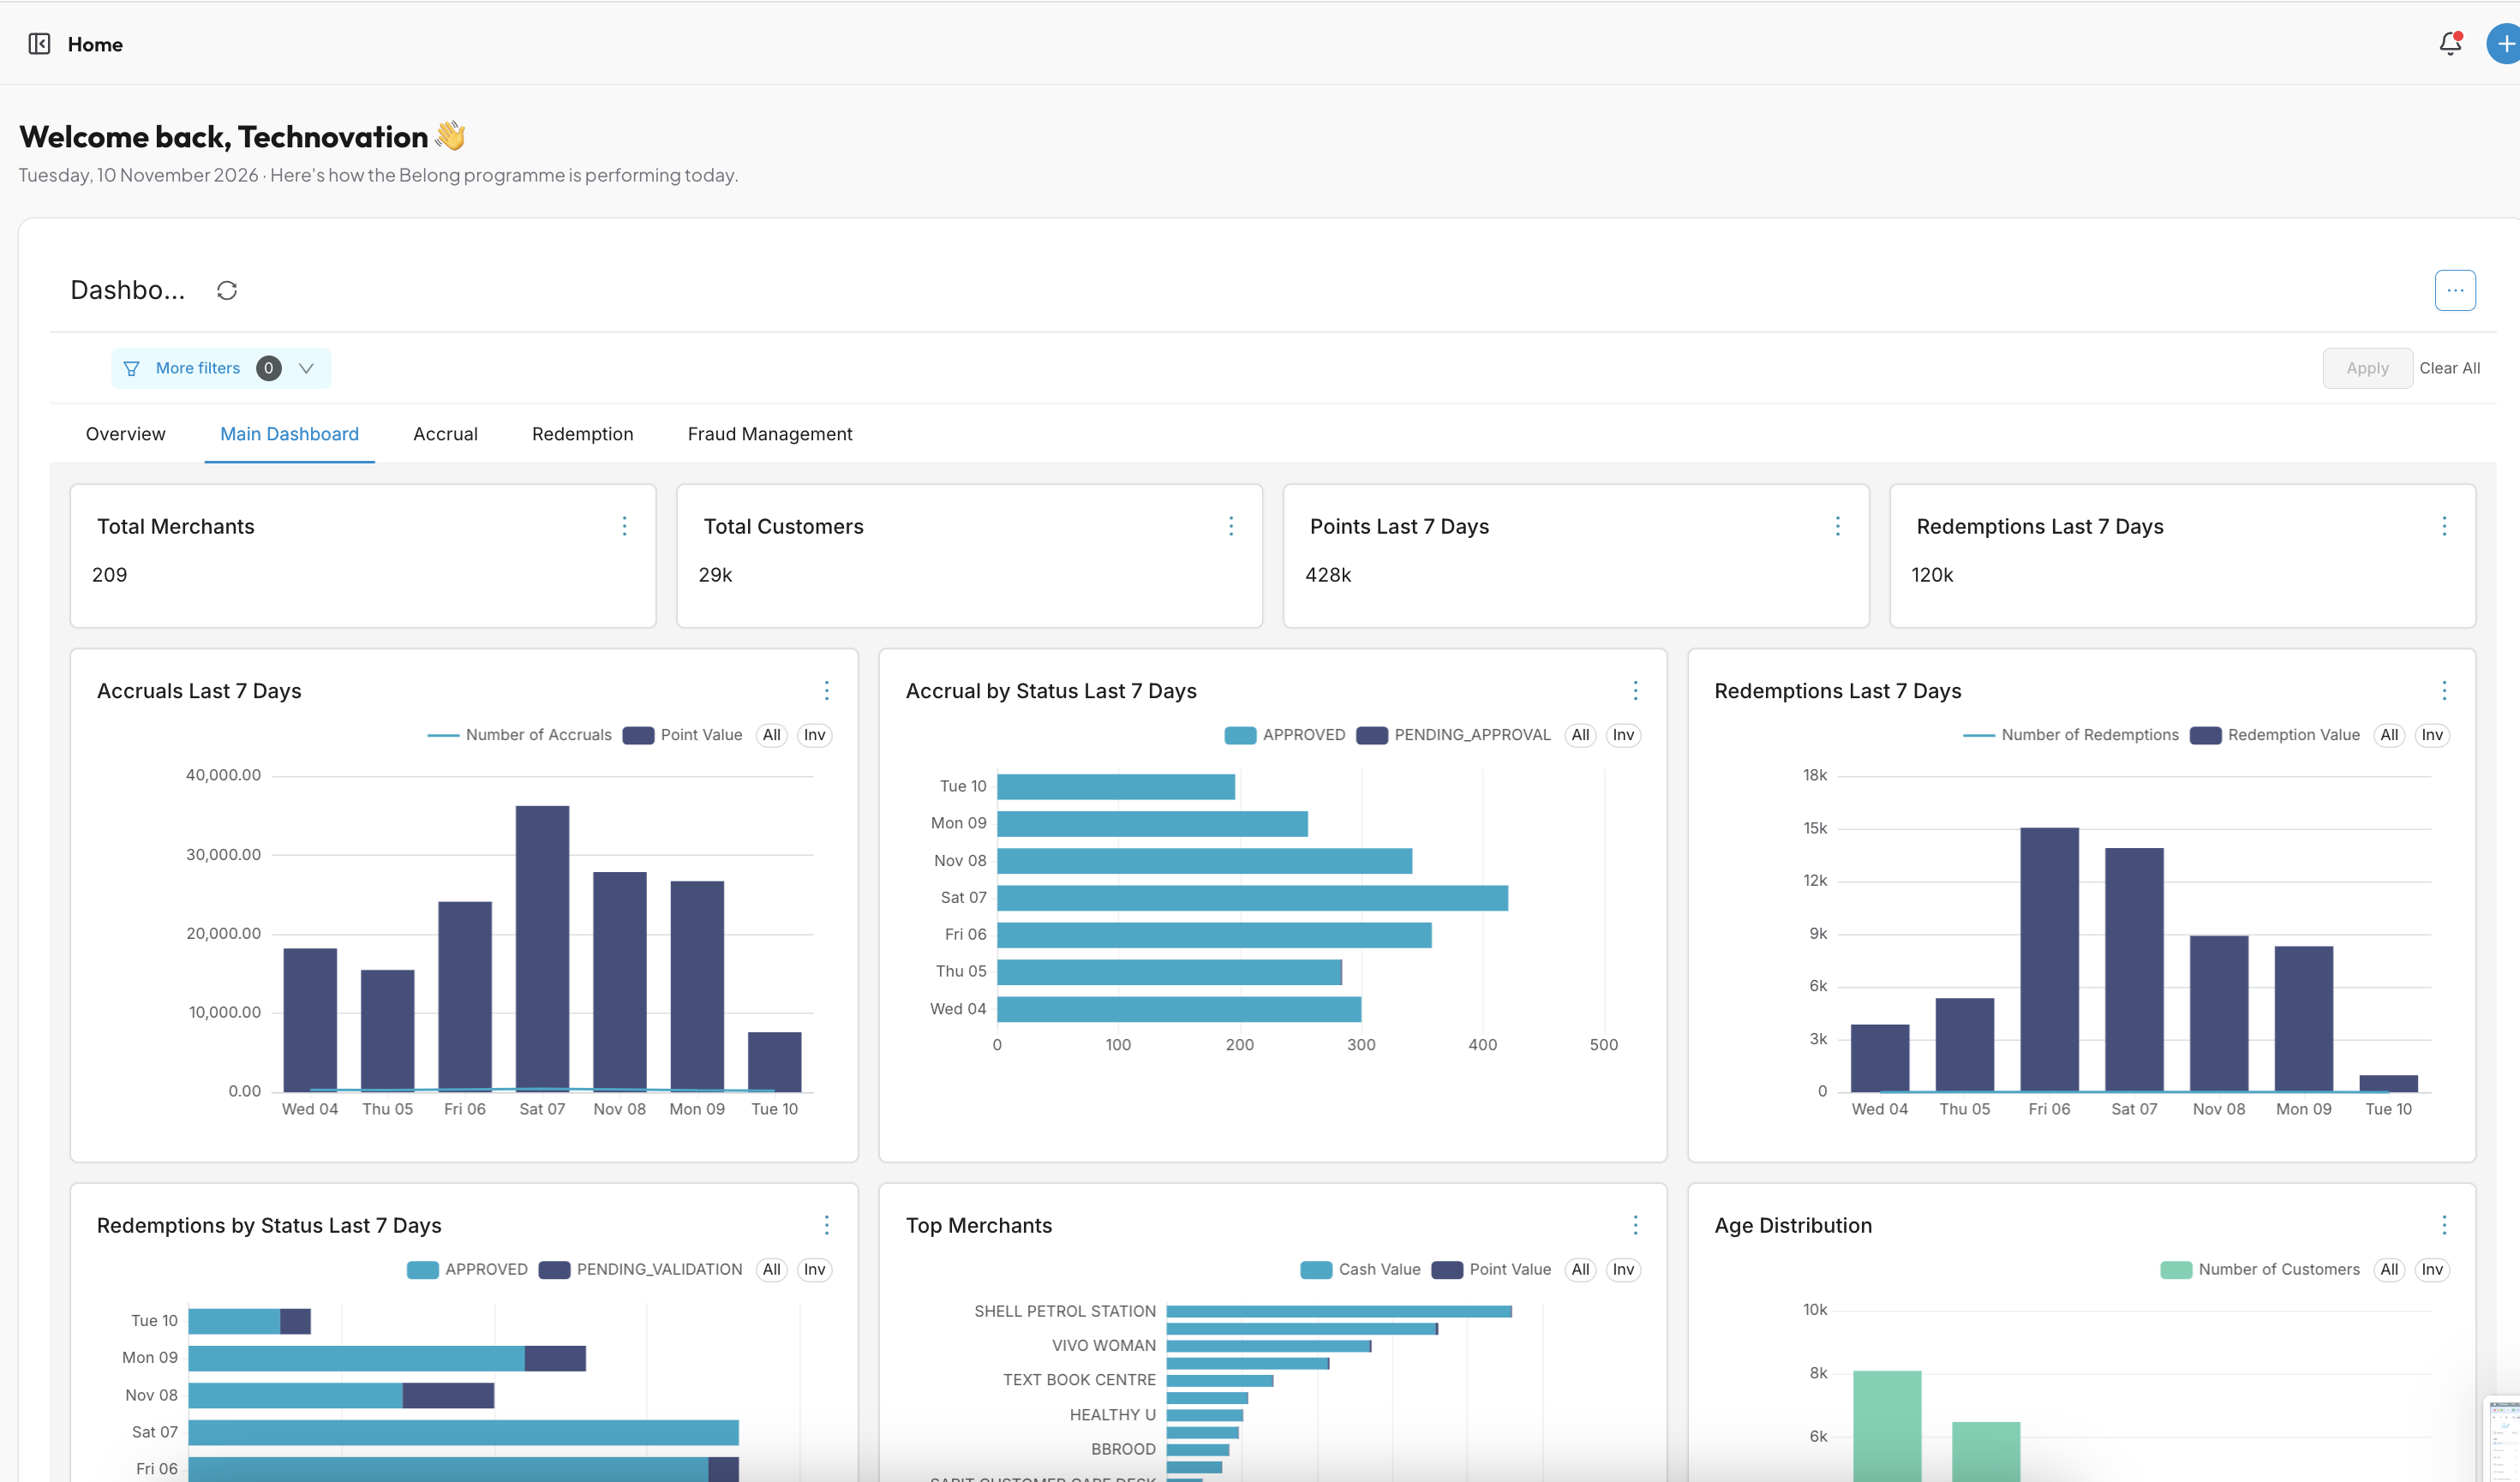 Home
Welcome back, Technovation 👋
Tuesday, 10 November 2026 · Here's how the Belong programme is performing today.
Dashbo...
More filters 0
Apply Clear All
Overview Main Dashboard Accrual Redemption Fraud Management
Total Merchants
209
Total Customers
29k
Points Last 7 Days
428k
Redemptions Last 7 Days
120k
Accruals Last 7 Days
Number of Accruals Point Value All Inv
40,000.00
30,000.00
20,000.00
10,000.00
0.00
Wed 04 Thu 05 Fri 06 Sat 07 Nov 08 Mon 09 Tue 10
Accrual by Status Last 7 Days
APPROVED PENDING_APPROVAL All Inv
Tue 10
Mon 09
Nov 08
Sat 07
Fri 06
Thu 05
Wed 04
0 100 200 300 400 500
Redemptions Last 7 Days
Number of Redemptions Redemption Value All Inv
18k
15k
12k
9k
6k
3k
0
Wed 04 Thu 05 Fri 06 Sat 07 Nov 08 Mon 09 Tue 10
Redemptions by Status Last 7 Days
APPROVED PENDING_VALIDATION All Inv
Tue 10
Mon 09
Nov 08
Sat 07
Fri 06
Top Merchants
Cash Value Point Value All Inv
SHELL PETROL STATION
VIVO WOMAN
TEXT BOOK CENTRE
HEALTHY U
BBROOD
Age Distribution
Number of Customers All Inv
10k
8k
6k